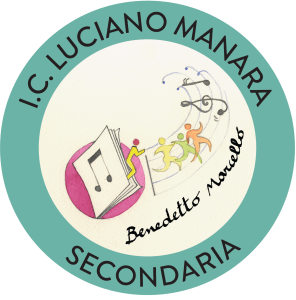 I.C. LUCIANO MANARA
Benedetto Marcello
SECONDARIA